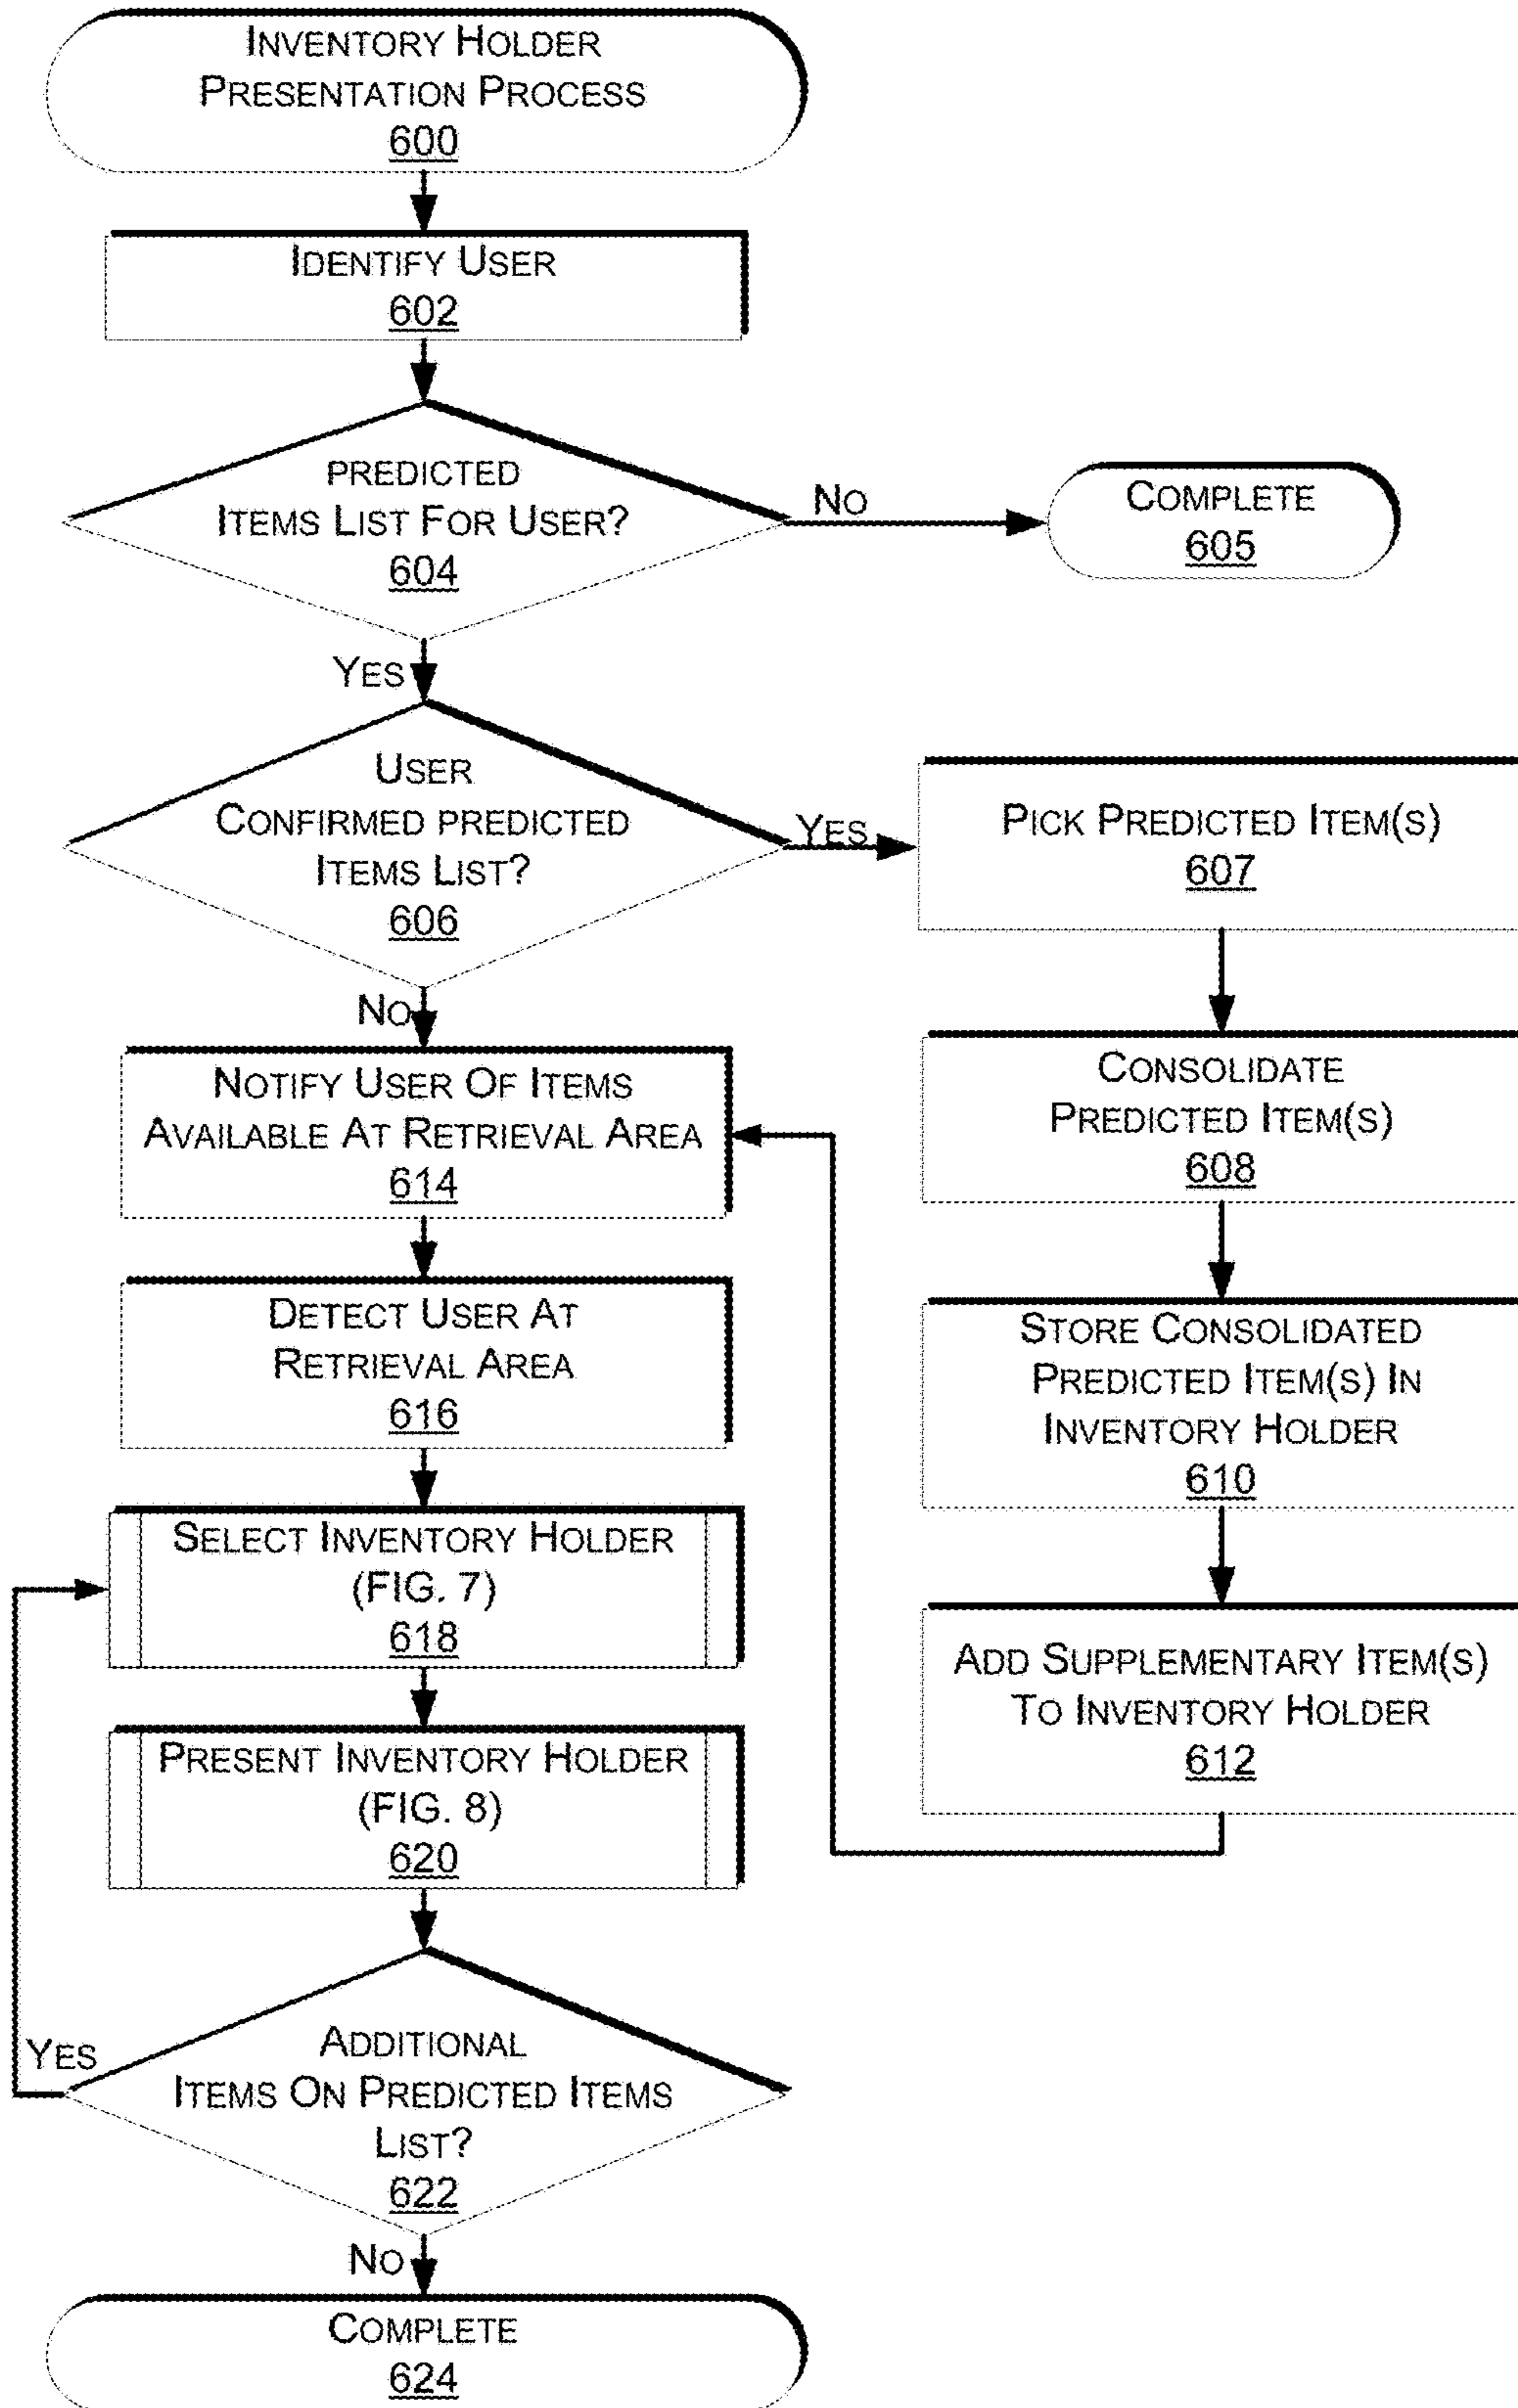 INVENTORY HOLDER
PRESENTATION PROCESS
600
IDENTIFY USER
602
PREDICTED
ITEMS LIST FOR USER?
604
NO
COMPLETE
605
YES
USER
CONFIRMED PREDICTED
ITEMS LIST?
606
YES
PICK PREDICTED ITEM(S)
607
NO
CONSOLIDATE
PREDICTED ITEM(S)
608
STORE CONSOLIDATED
PREDICTED ITEM(S) IN
INVENTORY HOLDER
610
ADD SUPPLEMENTARY ITEM(S)
TO INVENTORY HOLDER
612
NOTIFY USER OF ITEMS
AVAILABLE AT RETRIEVAL AREA
614
DETECT USER AT
RETRIEVAL AREA
616
SELECT INVENTORY HOLDER
(FIG. 7)
618
PRESENT INVENTORY HOLDER
(FIG. 8)
620
YES
ADDITIONAL
ITEMS ON PREDICTED ITEMS
LIST?
622
NO
COMPLETE
624